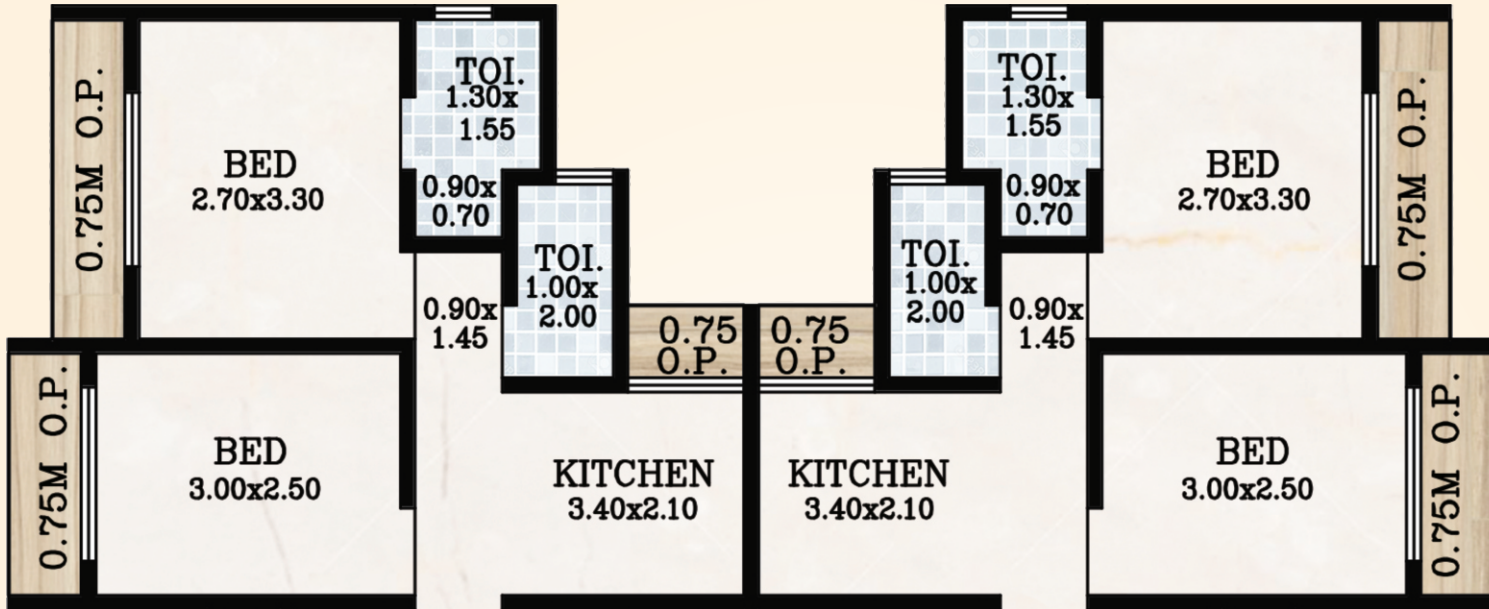 0.75M O.P.
BED
2.70x3.30
TOI.
1.30x
1.55
0.90x
0.70
TOI.
1.00x
2.00
0.90x
1.45
0.75
O.P.
0.75M O.P.
BED
3.00x2.50
KITCHEN
3.40x2.10
0.75
O.P.
TOI.
1.00x
2.00
TOI.
1.30x
1.55
0.90x
0.70
0.90x
1.45
BED
2.70x3.30
0.75M O.P.
KITCHEN
3.40x2.10
BED
3.00x2.50
0.75M O.P.